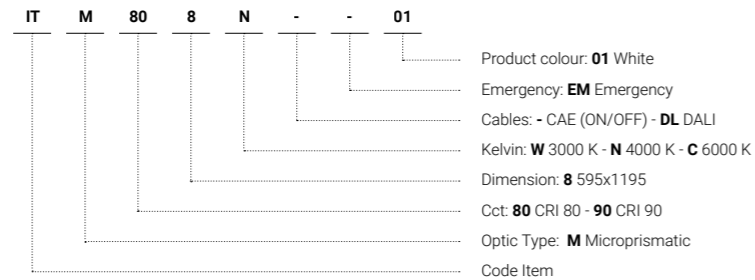 IT M 80 8 N - - 01
Product colour: 01 White
Emergency: EM Emergency
Cables: - CAE (ON/OFF) - DL DALI
Kelvin: W 3000 K - N 4000 K - C 6000 K
Dimension: 8 595x1195
Cct: 80 CRI 80 - 90 CRI 90
Optic Type: M Microprismatic
Code Item